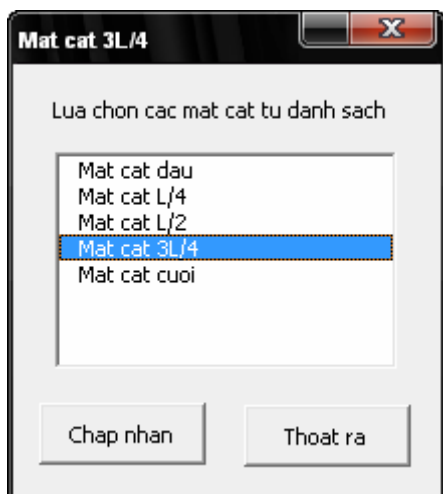 Mat cat 3L/4
Lua chon cac mat cat tu danh sach
Mat cat dau
Mat cat L/4
Mat cat L/2
Mat cat 3L/4
Mat cat cuoi
Chap nhan
Thoat ra